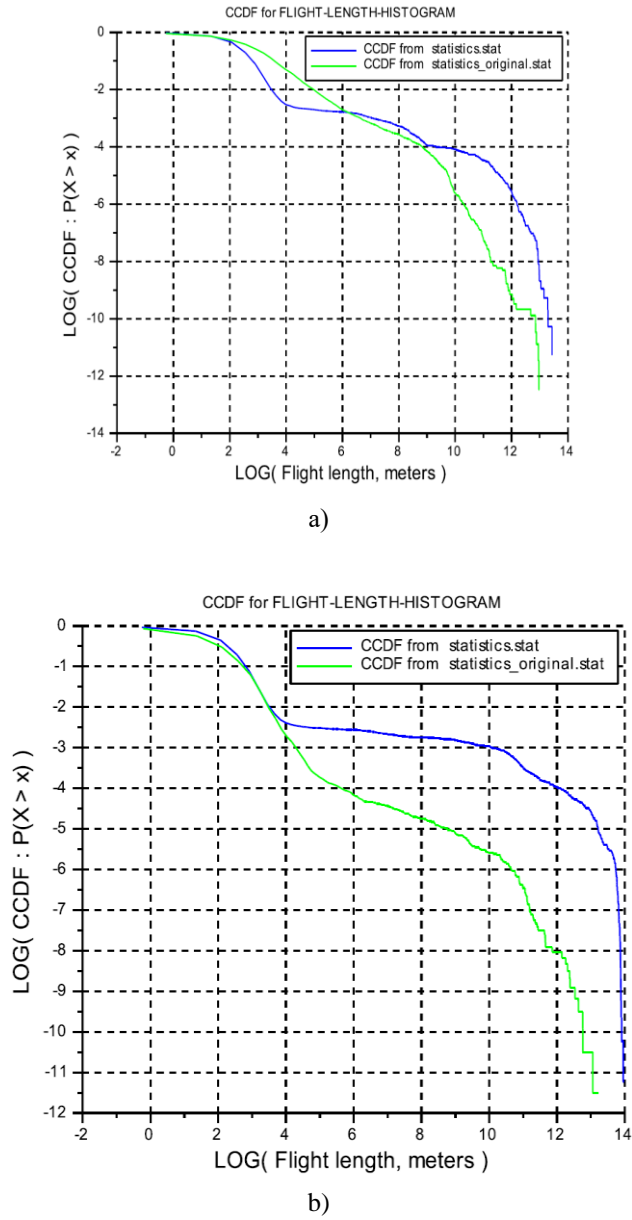 CCDF for FLIGHT-LENGTH-HISTOGRAM
0
CCDF from statistics.stat
CCDF from statistics_original.stat
-2
-4
-6
-8
-10
-12
-14
LOG( CCDF : P(X > x) )
-2 0 2 4 6 8 10 12 14
LOG( Flight length, meters )
a)
CCDF for FLIGHT-LENGTH-HISTOGRAM
0
CCDF from statistics.stat
CCDF from statistics_original.stat
-1
-2
-3
-4
-5
-6
-7
-8
-9
-10
-11
-12
LOG( CCDF : P(X > x) )
-2 0 2 4 6 8 10 12 14
LOG( Flight length, meters )
b)